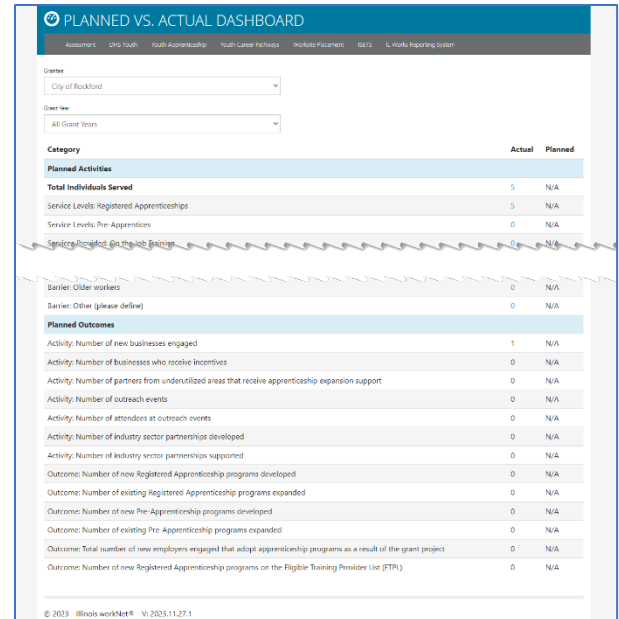 PLANNED VS. ACTUAL DASHBOARD
Assessment DHS Youth Youth Apprenticeship Youth Career Pathways Worksite Placement ISETS IL Works Reporting System
Grantee
City of Rockford
Grant Year
All Grant Years
Category Actual Planned
Planned Activities
Total Individuals Served 5 N/A
Service Levels: Registered Apprenticeships 5 N/A
Service Levels: Pre-Apprentices 0 N/A
Services Provided: On the Job Training 0 N/A
Barrier: Older workers 0 N/A
Barrier: Other (please define) 0 N/A
Planned Outcomes
Activity: Number of new businesses engaged 1 N/A
Activity: Number of businesses who receive incentives 0 N/A
Activity: Number of partners from underutilized areas that receive apprenticeship expansion support 0 N/A
Activity: Number of outreach events 0 N/A
Activity: Number of attendees at outreach events 0 N/A
Activity: Number of industry sector partnerships developed 0 N/A
Activity: Number of industry sector partnerships supported 0 N/A
Outcome: Number of new Registered Apprenticeship programs developed 0 N/A
Outcome: Number of existing Registered Apprenticeship programs expanded 0 N/A
Outcome: Number of new Pre-Apprenticeship programs developed 0 N/A
Outcome: Number of existing Pre-Apprenticeship programs expanded 0 N/A
Outcome: Total number of new employers engaged that adopt apprenticeship programs as a result of the grant project 0 N/A
Outcome: Number of new Registered Apprenticeship programs on the Eligible Training Provider List (ETPL) 0 N/A
© 2023 - Illinois workNet® - V: 2023.11.27.1